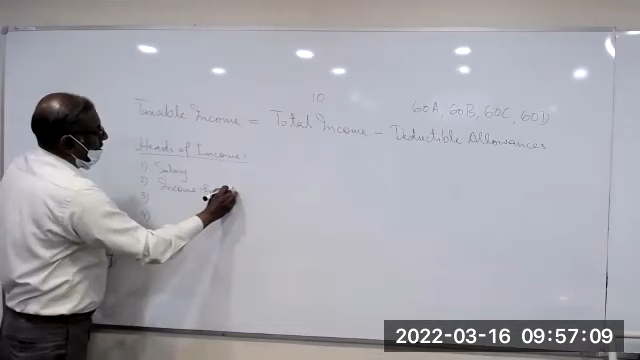 10
60A, 60B, 60C, 60D
Taxable Income = Total Income - Deductible Allowances
Heads of Income:
1) Salary
2) Income
3)
4)
2022-03-16 09:57:09